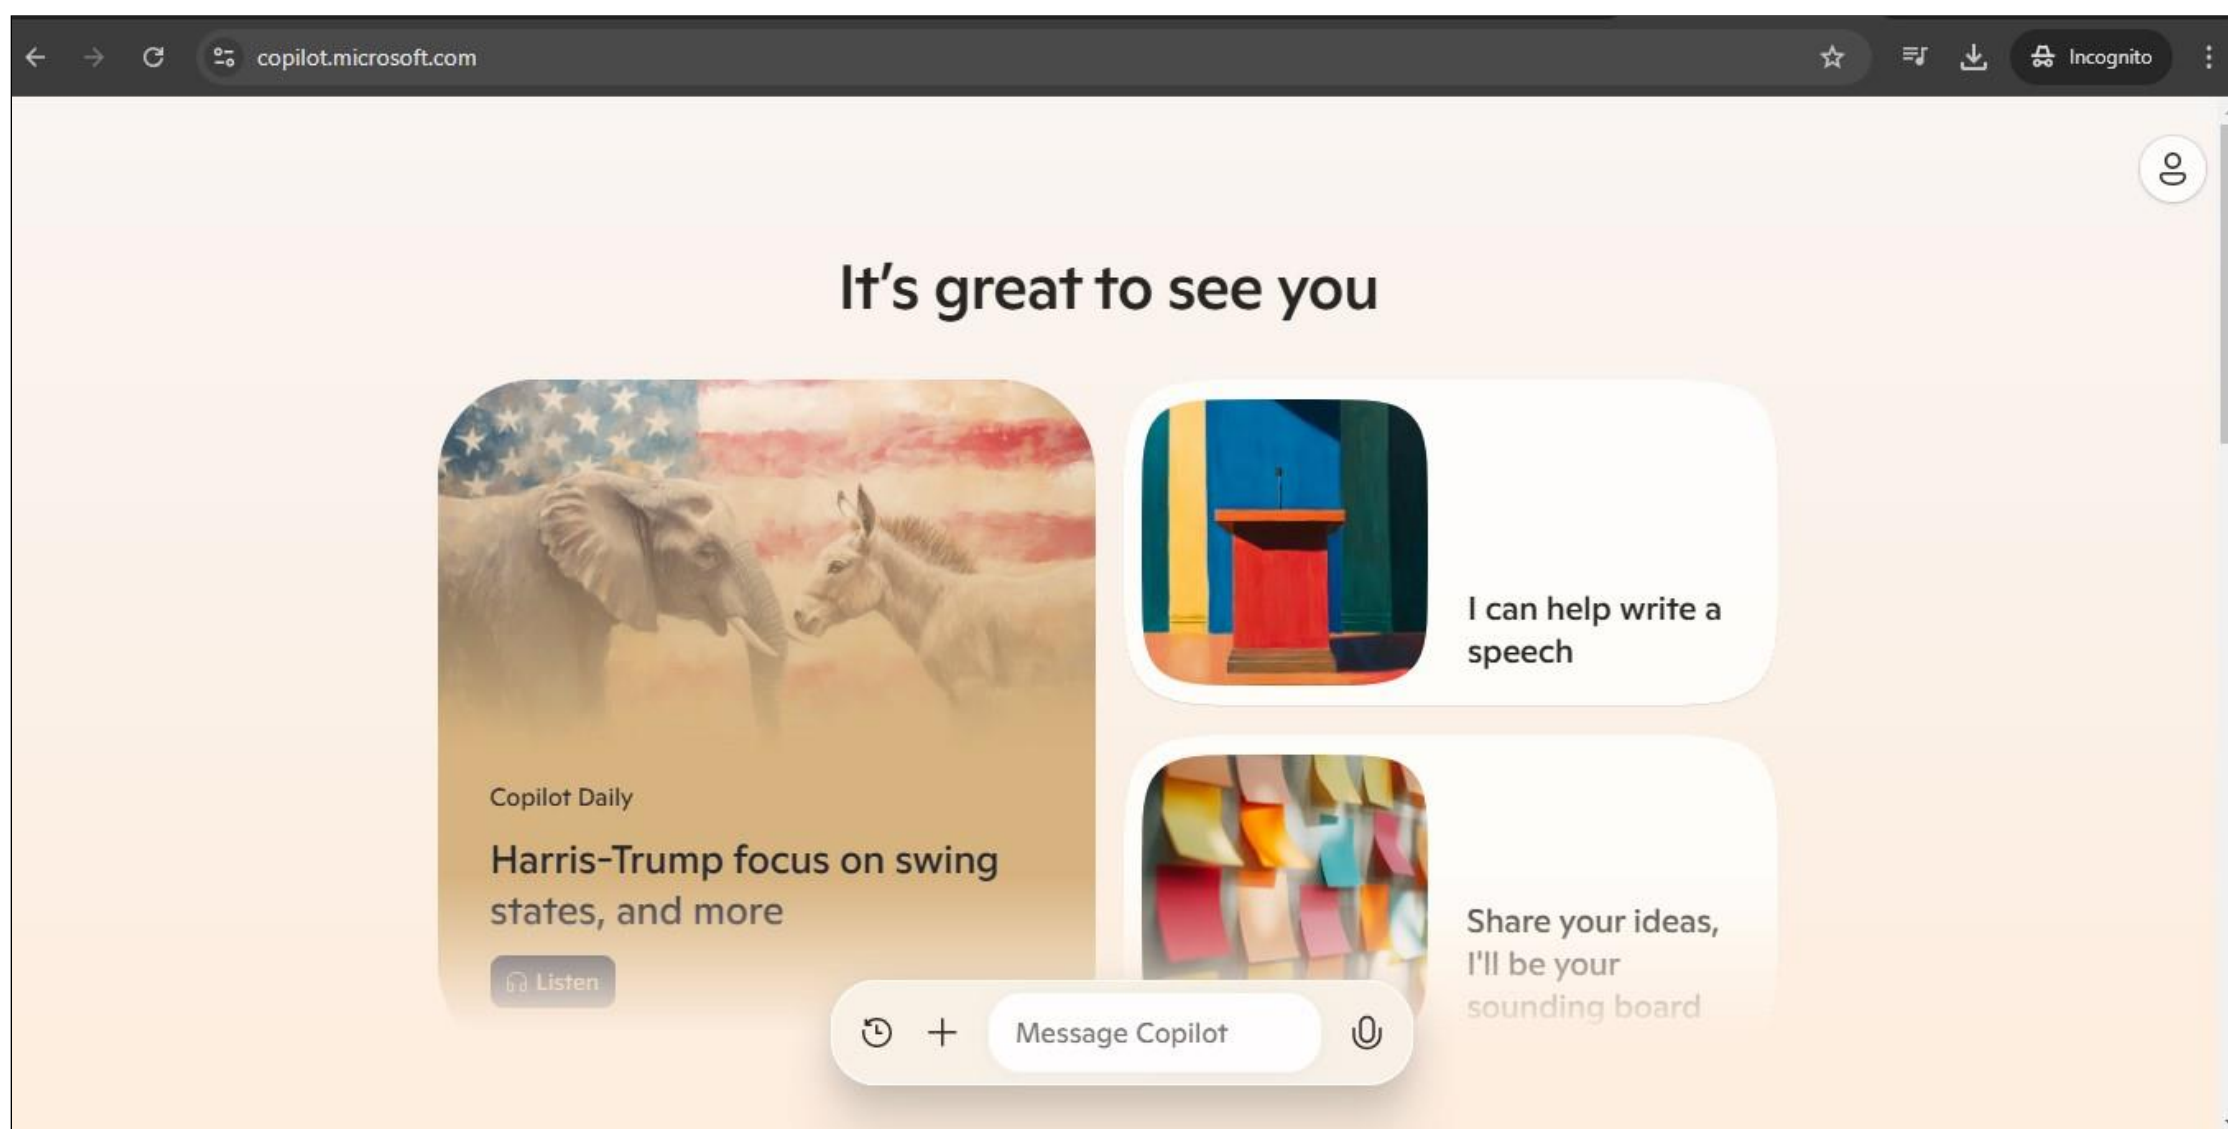 copilot.microsoft.com
Incognito
It's great to see you
Copilot Daily
Harris-Trump focus on swing
states, and more
Listen
I can help write a
speech
Share your ideas,
I'll be your
sounding board
Message Copilot